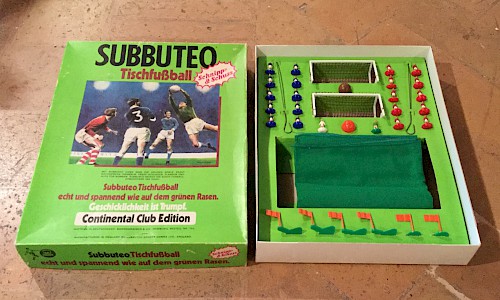 SUBBUTEO
Tischfußball
Schnipp
& Schuss
3
Subbuteo Tischfußball
echt und spannend wie auf dem grünen Rasen.
Geschicklichkeit ist Trumpf.
Continental Club Edition
Subbuteo Tischfußball
echt und spannend wie auf dem grünen Rasen.